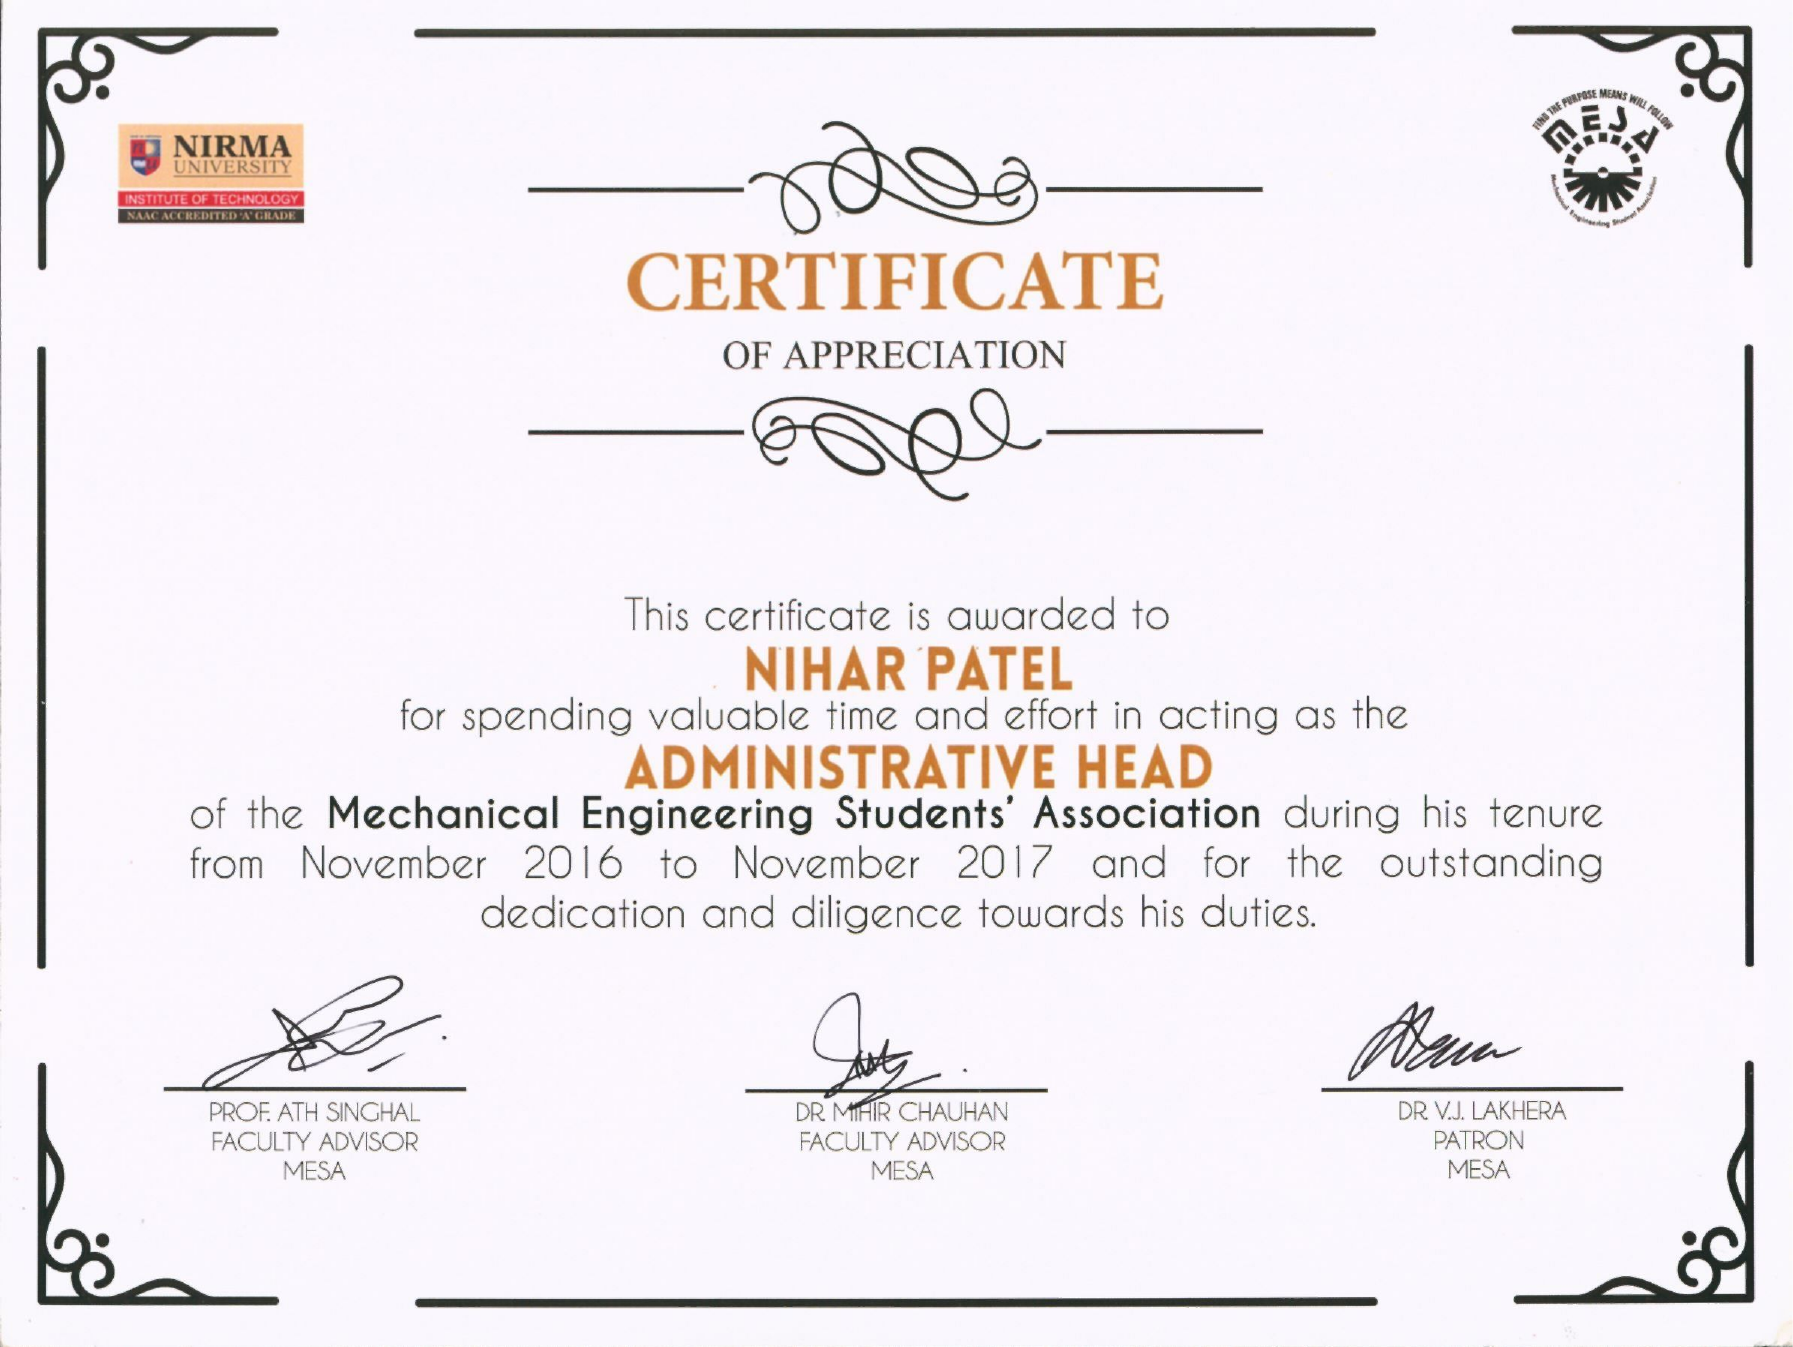 NIRMA
UNIVERSITY
INSTITUTE OF TECHNOLOGY
NAAC ACCREDITED 'A' GRADE
FIND THE PURPOSE MEANS WILL FOLLOW
MESA
Mechanical Engineering Student Association
CERTIFICATE
OF APPRECIATION
This certificate is awarded to
NIHAR PATEL
for spending valuable time and effort in acting as the
ADMINISTRATIVE HEAD
of the Mechanical Engineering Students' Association during his tenure
from November 2016 to November 2017 and for the outstanding
dedication and diligence towards his duties.
PROF. ATH SINGHAL
FACULTY ADVISOR
MESA
DR. MIHIR CHAUHAN
FACULTY ADVISOR
MESA
DR. V.J. LAKHERA
PATRON
MESA